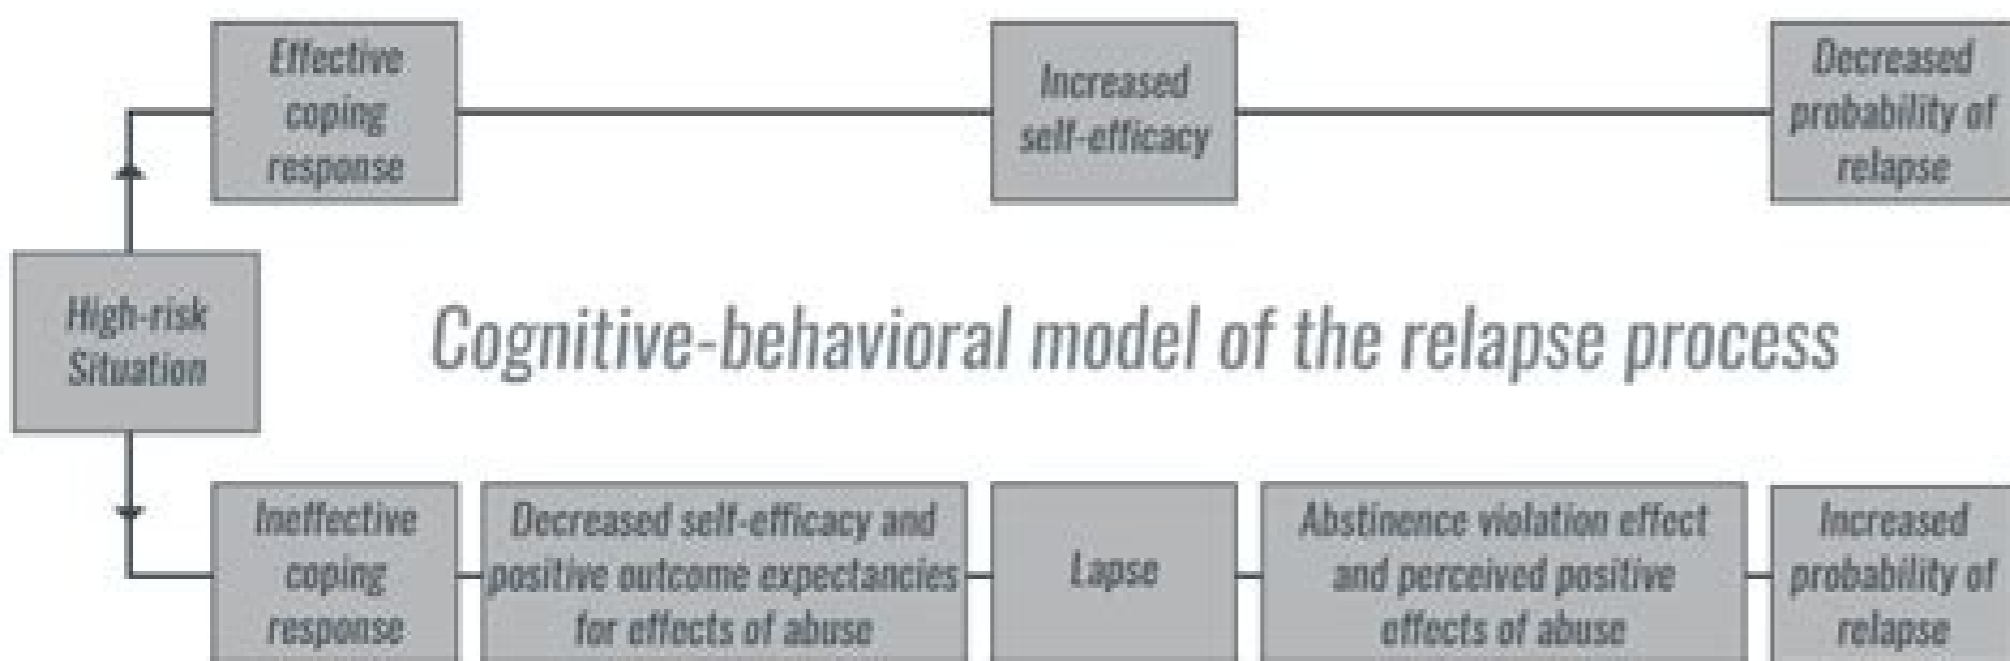 Effective
coping
response
Increased
self-efficacy
Decreased
probability of
relapse
High-risk
Situation
Cognitive-behavioral model of the relapse process
Ineffective
coping
response
Decreased self-efficacy and
positive outcome expectancies
for effects of abuse
Lapse
Abstinence violation effect
and perceived positive
effects of abuse
Increased
probability of
relapse